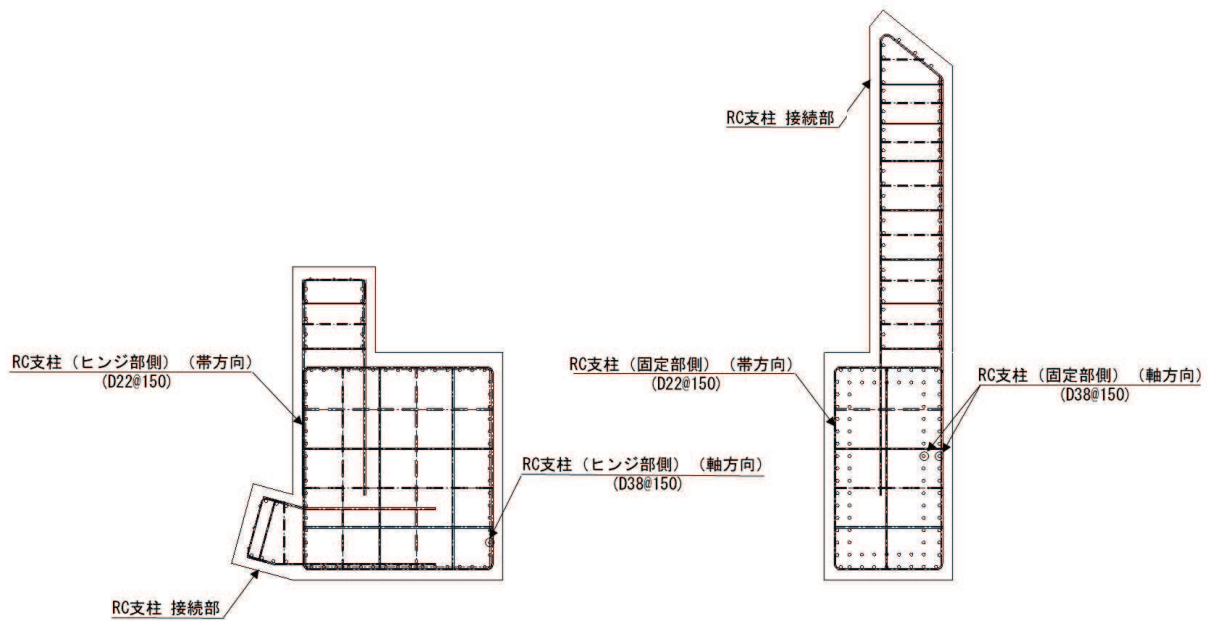 RC支柱 接続部
RC支柱（ヒンジ部側）（帯方向）
(D22@150)
RC支柱（固定部側）（帯方向）
(D22@150)
RC支柱（固定部側）（軸方向）
(D38@150)
RC支柱（ヒンジ部側）（軸方向）
(D38@150)
RC支柱 接続部